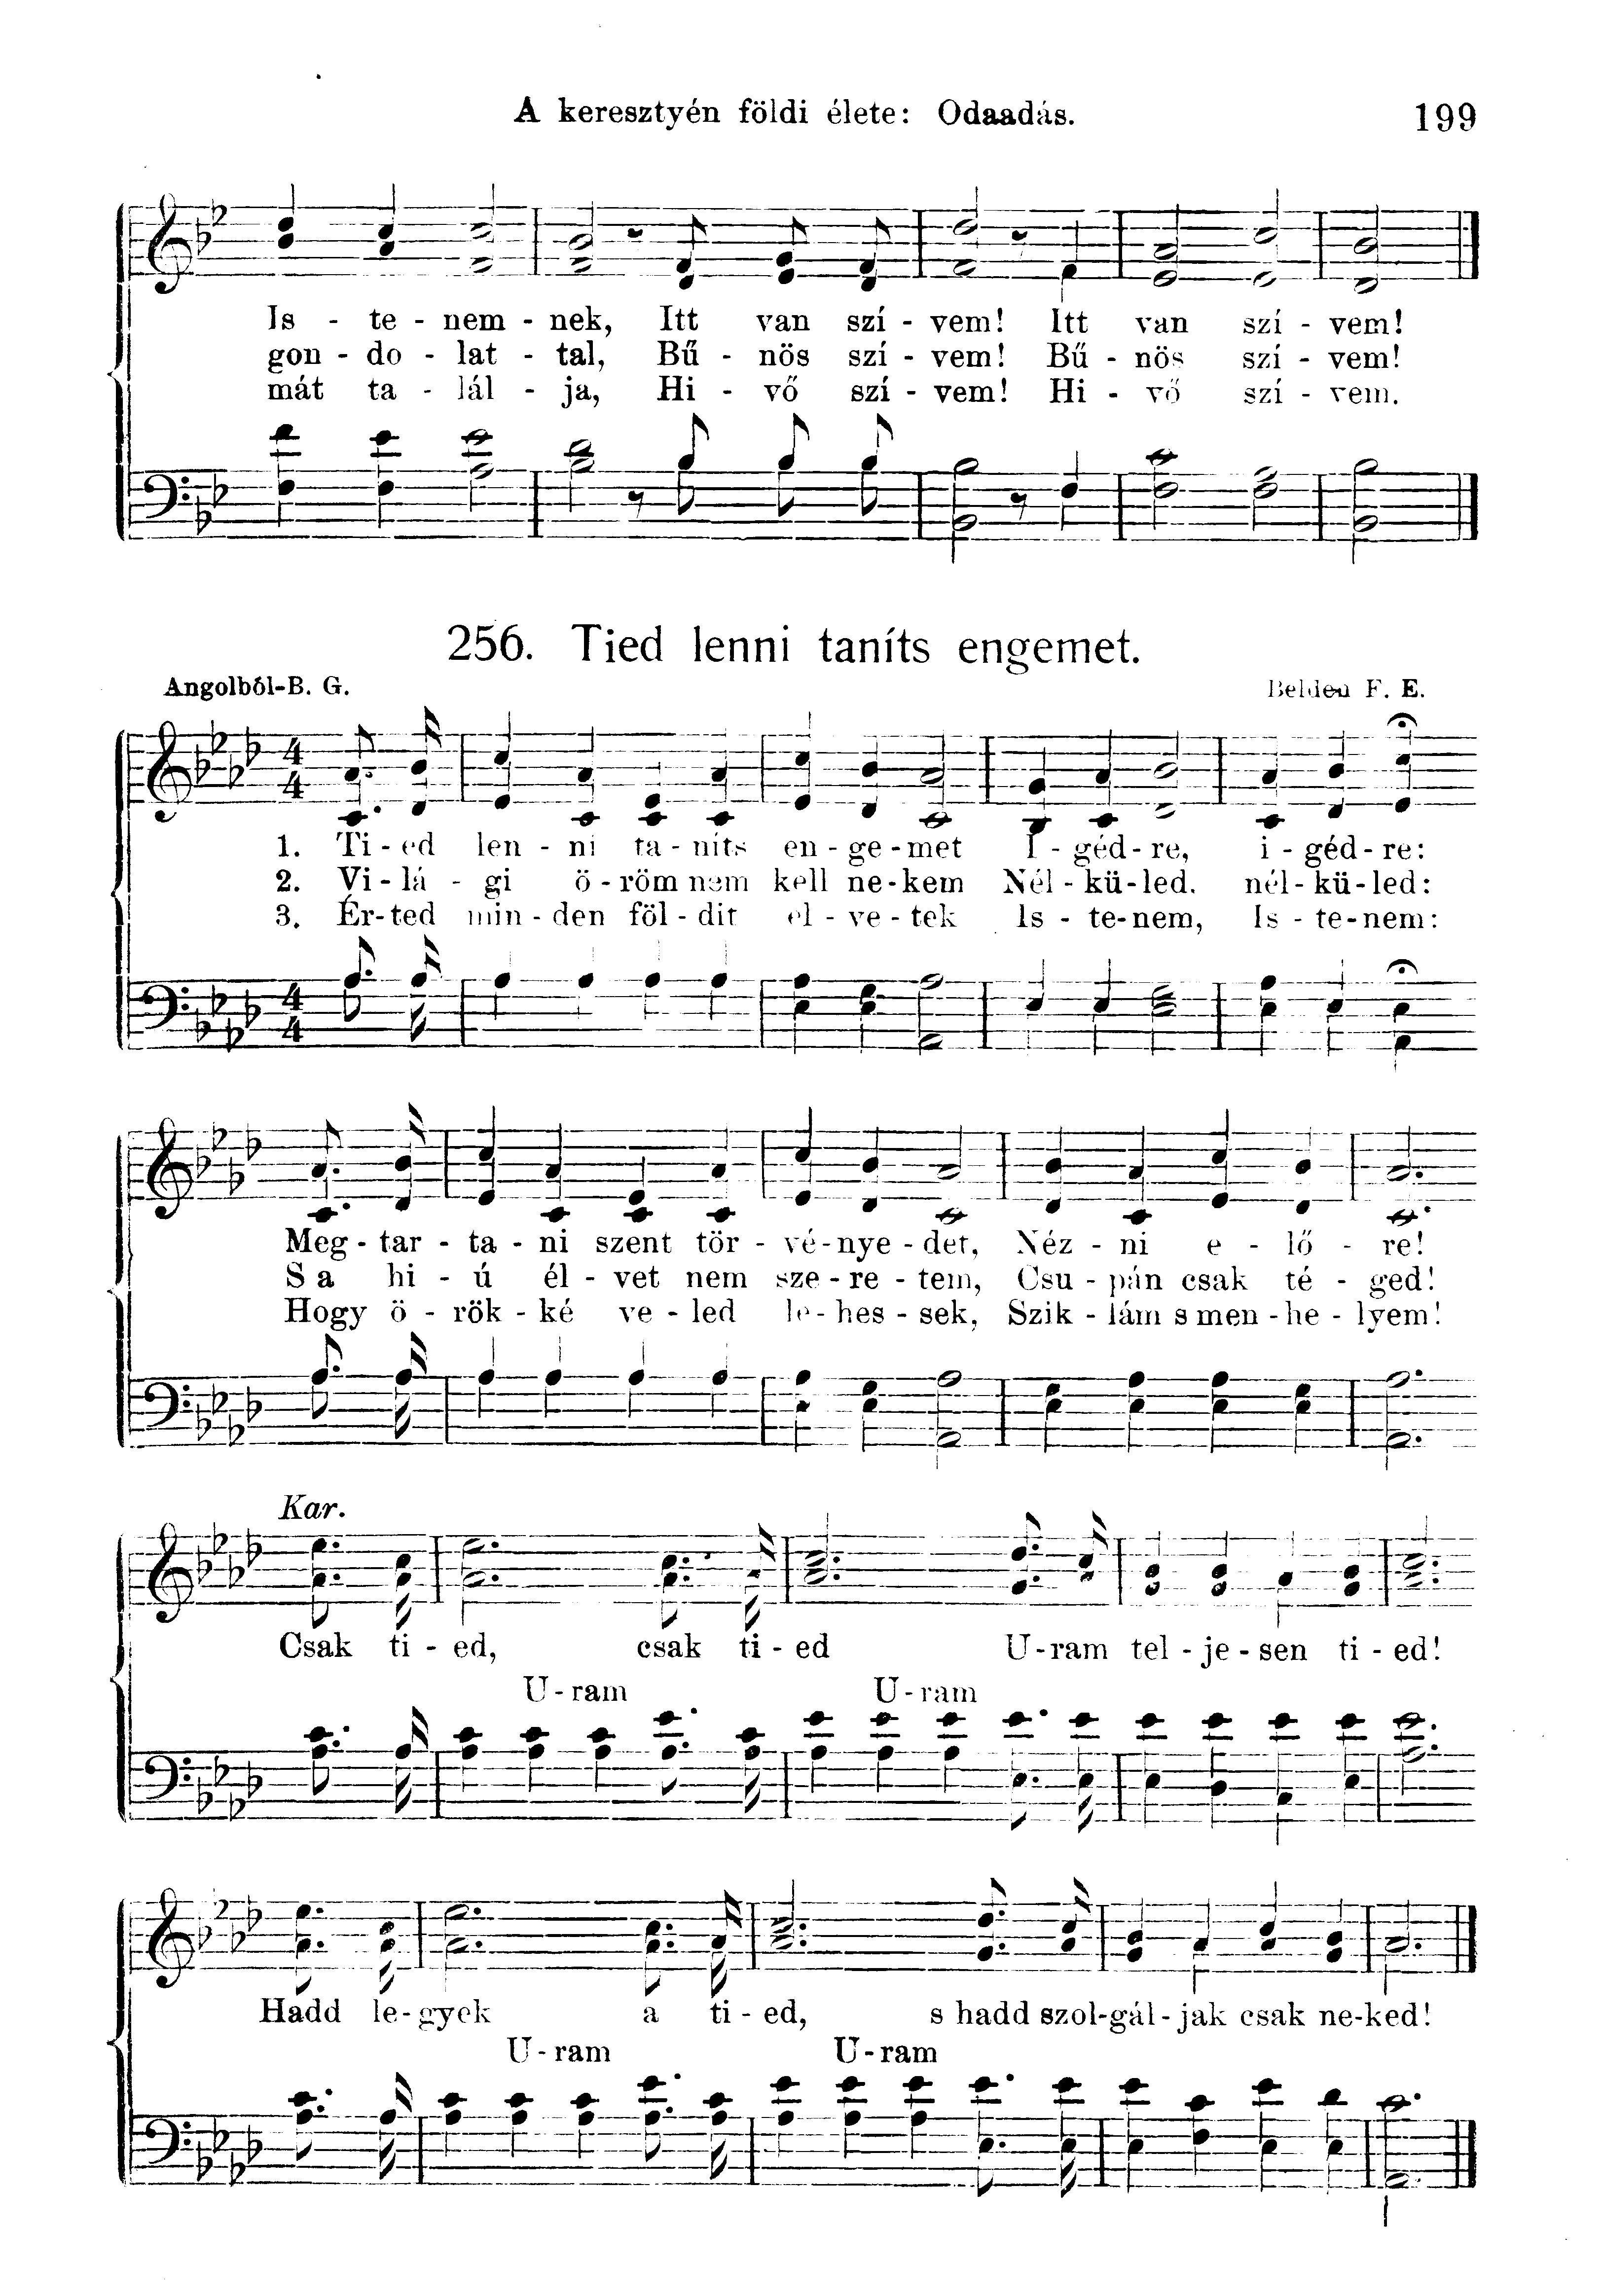 A keresztyén földi élete: Odaadás. 199
Is - te - nem - nek, Itt van szí - vem! Itt van szí - vem!
gon - do - lat - tal, Bű - nös szí - vem! Bű - nös szí - vem!
mát ta - lál - ja, Hi - vő szí - vem! Hi - vő szí - vem.
256. Tied lenni taníts engemet.
Angolból-B. G. Belden F. E.
4 4
1. Ti - ed len - ni ta - níts en - ge - met I - géd - re, i - géd - re:
2. Vi - lá - gi ö - röm nem kell ne - kem Nél - kü - led, nél - kü - led:
3. Ér - ted min - den föl - dit el - ve - tek Is - te - nem, Is - te - nem:
4 4
Meg - tar - ta - ni szent tör - vé - nye - det, Néz - ni e - lő - re!
S a hi - ú él - vet nem sze - re - tem, Csu - pán csak té - ged!
Hogy ö - rök - ké ve - led le - hes - sek, Szik - lám s men - he - lyem!
Kar.
Csak ti - ed, csak ti - ed U - ram tel - je - sen ti - ed!
U - ram U - ram
Hadd le - gyek a ti - ed, s hadd szol - gál - jak csak ne - ked!
U - ram U - ram